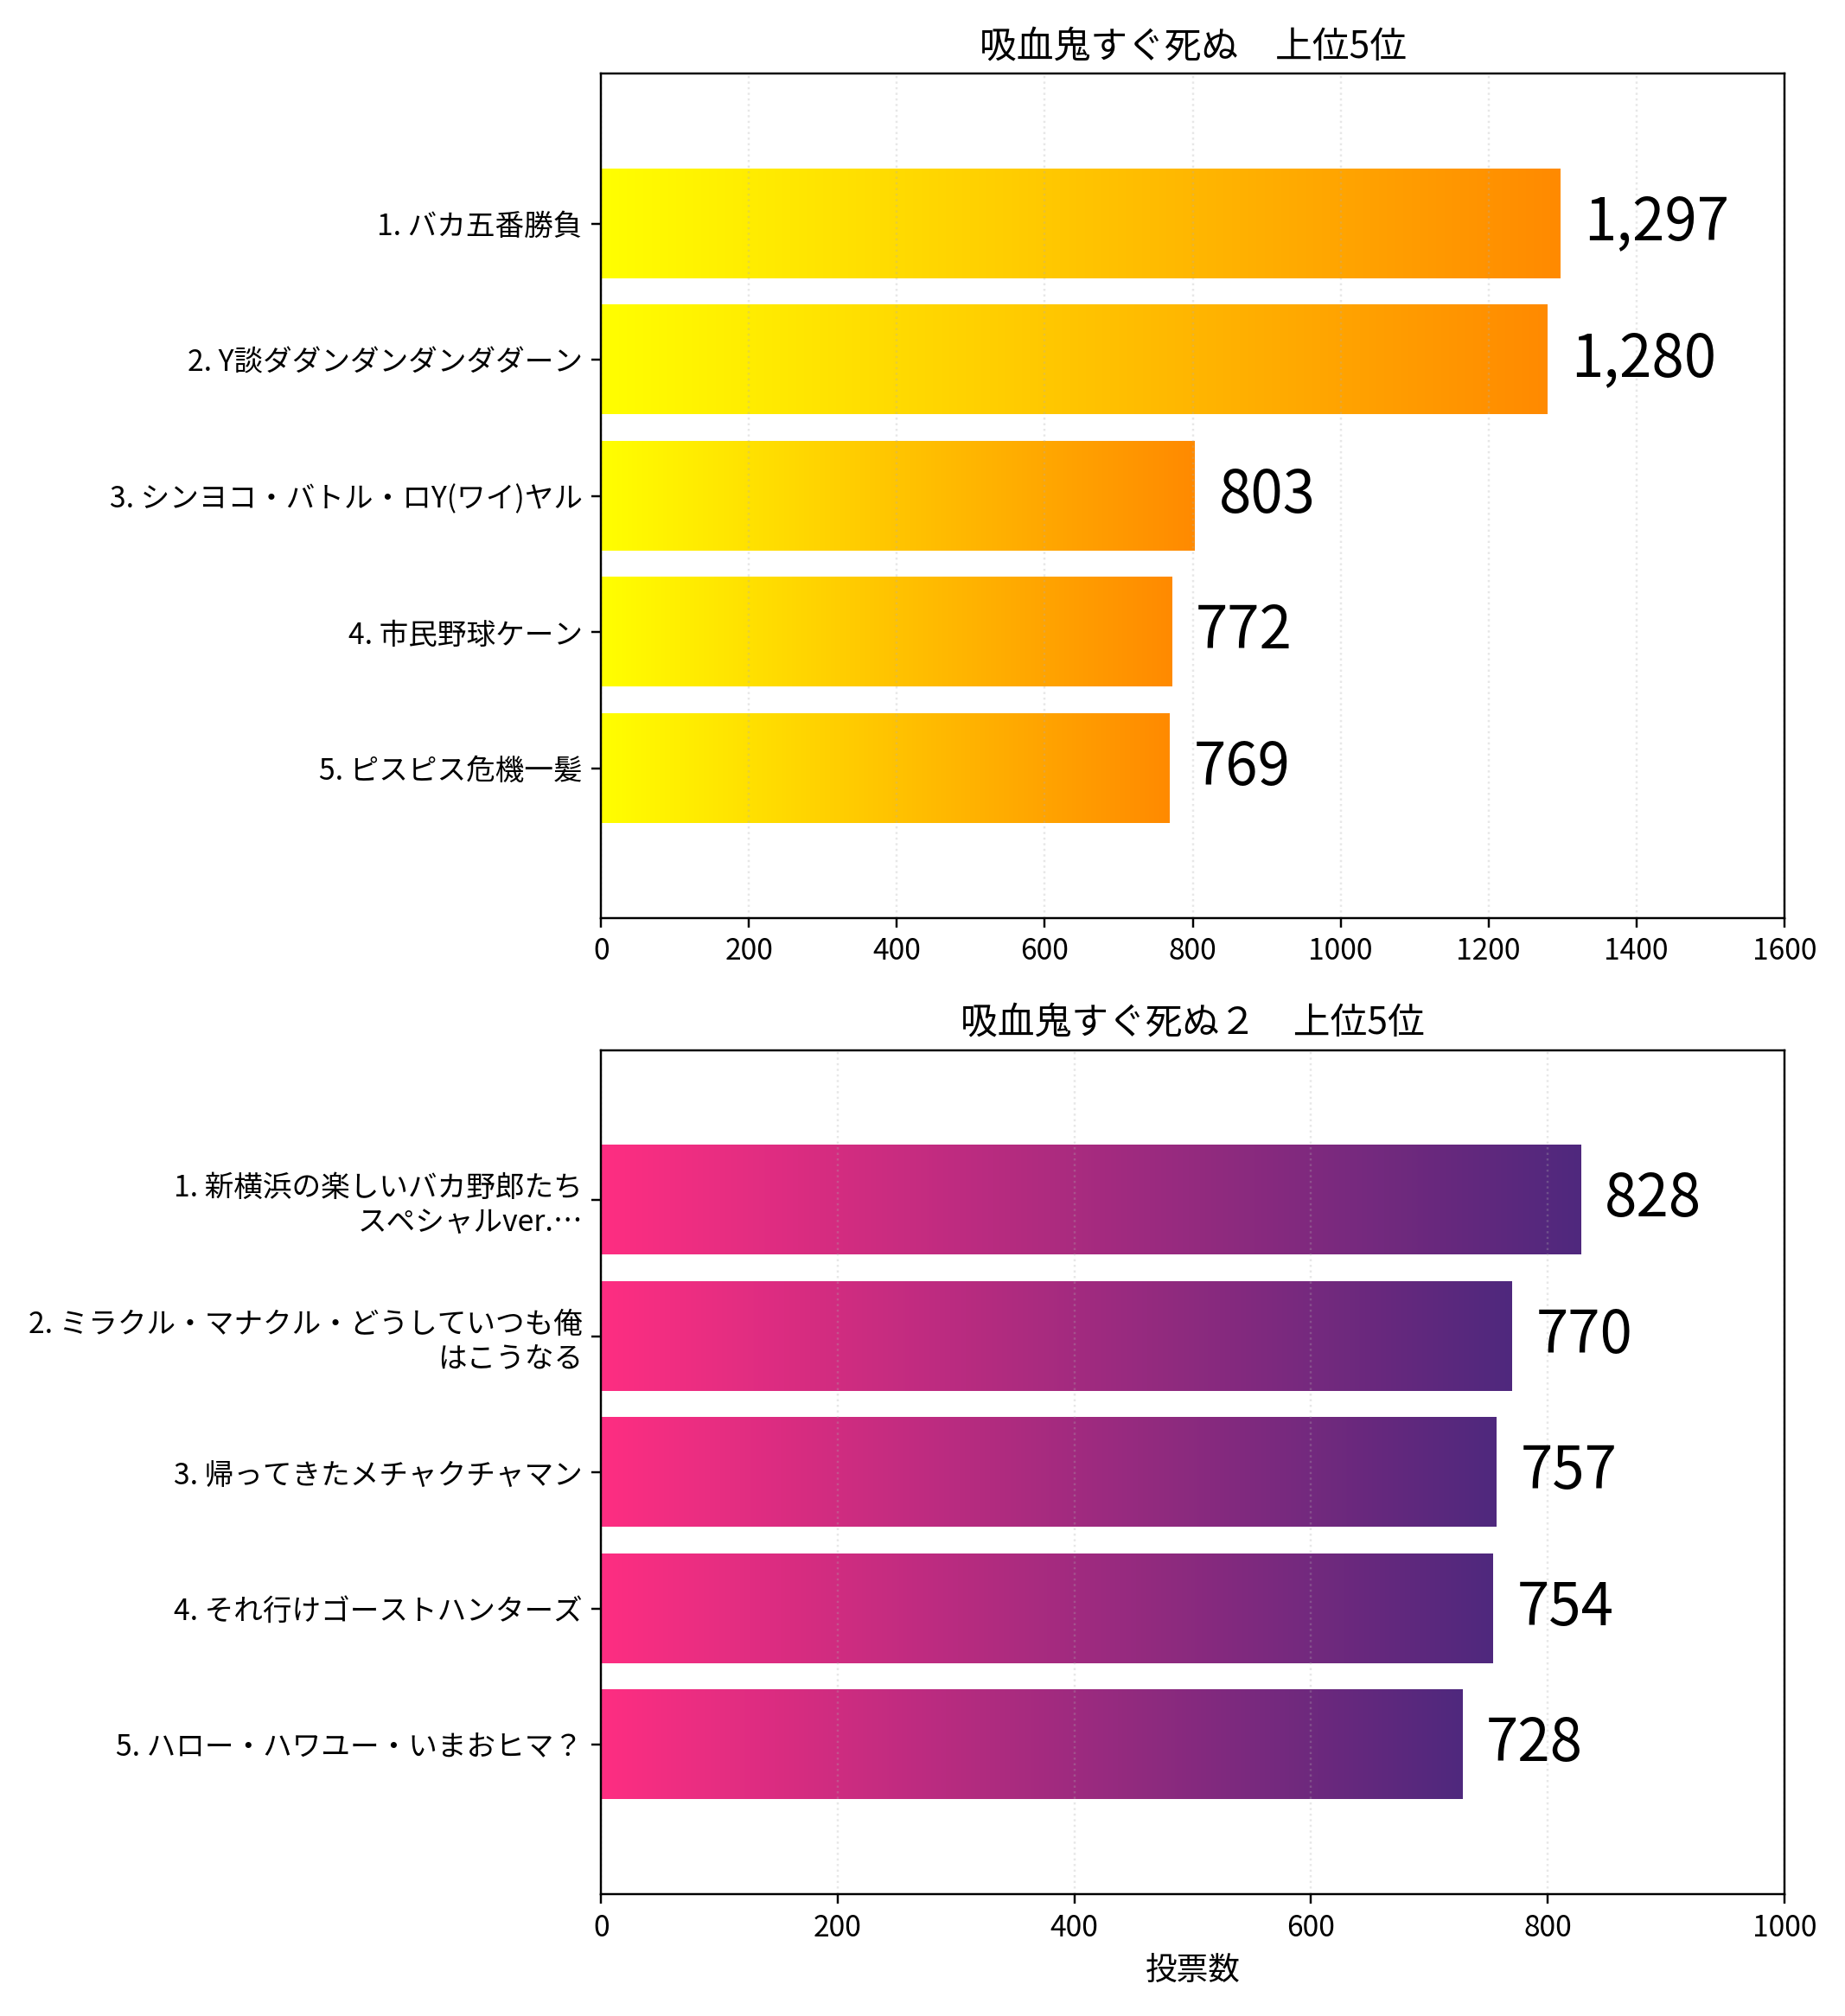 吸血鬼すぐ死ぬ　上位5位
1. バカ五番勝負
1,297
2. Y談ダダンダンダンダダーン
1,280
3. シンヨコ・バトル・ロY(ワイ)ヤル
803
4. 市民野球ケーン
772
5. ピスピス危機一髪
769
0 200 400 600 800 1000 1200 1400 1600
吸血鬼すぐ死ぬ２　上位5位
1. 新横浜の楽しいバカ野郎たち
スペシャルver.…
828
2. ミラクル・マナクル・どうしていつも俺
はこうなる
770
3. 帰ってきたメチャクチャマン
757
4. それ行けゴーストハンターズ
754
5. ハロー・ハワユー・いまおヒマ？
728
0 200 400 600 800 1000
投票数